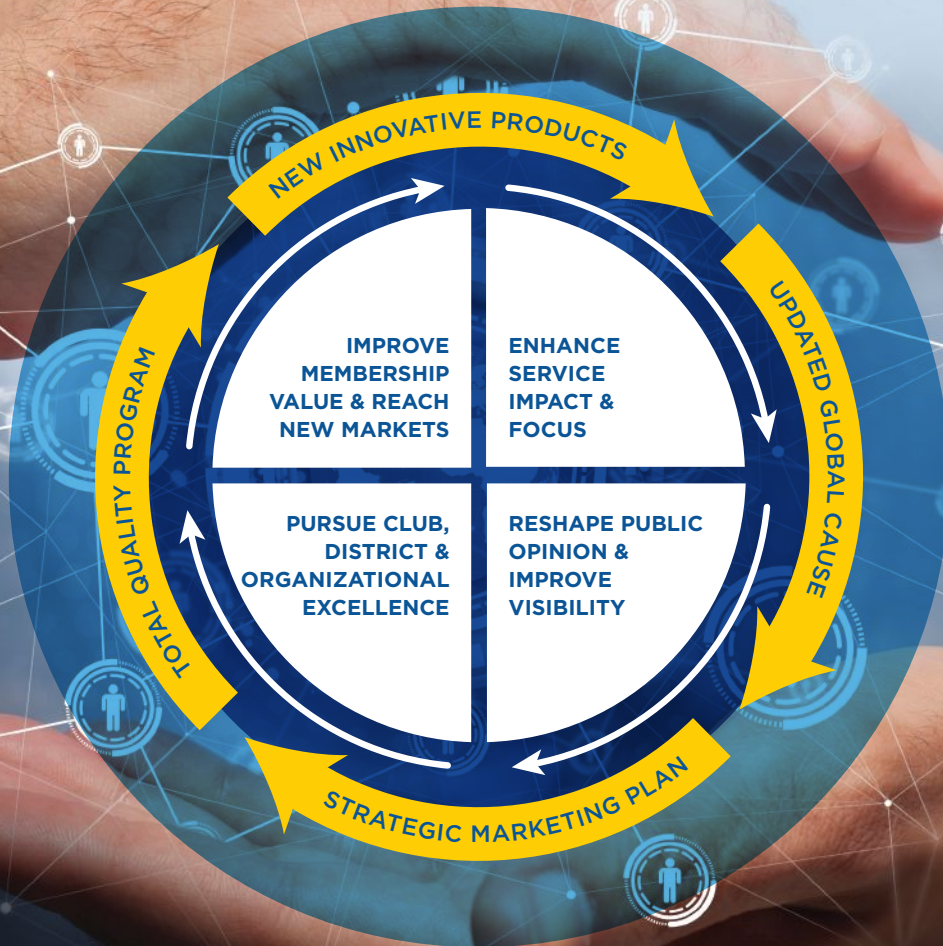 NEW INNOVATIVE PRODUCTS
UPDATED GLOBAL CAUSE
STRATEGIC MARKETING PLAN
TOTAL QUALITY PROGRAM
IMPROVE
MEMBERSHIP
VALUE & REACH
NEW MARKETS
ENHANCE
SERVICE
IMPACT &
FOCUS
PURSUE CLUB,
DISTRICT &
ORGANIZATIONAL
EXCELLENCE
RESHAPE PUBLIC
OPINION &
IMPROVE
VISIBILITY